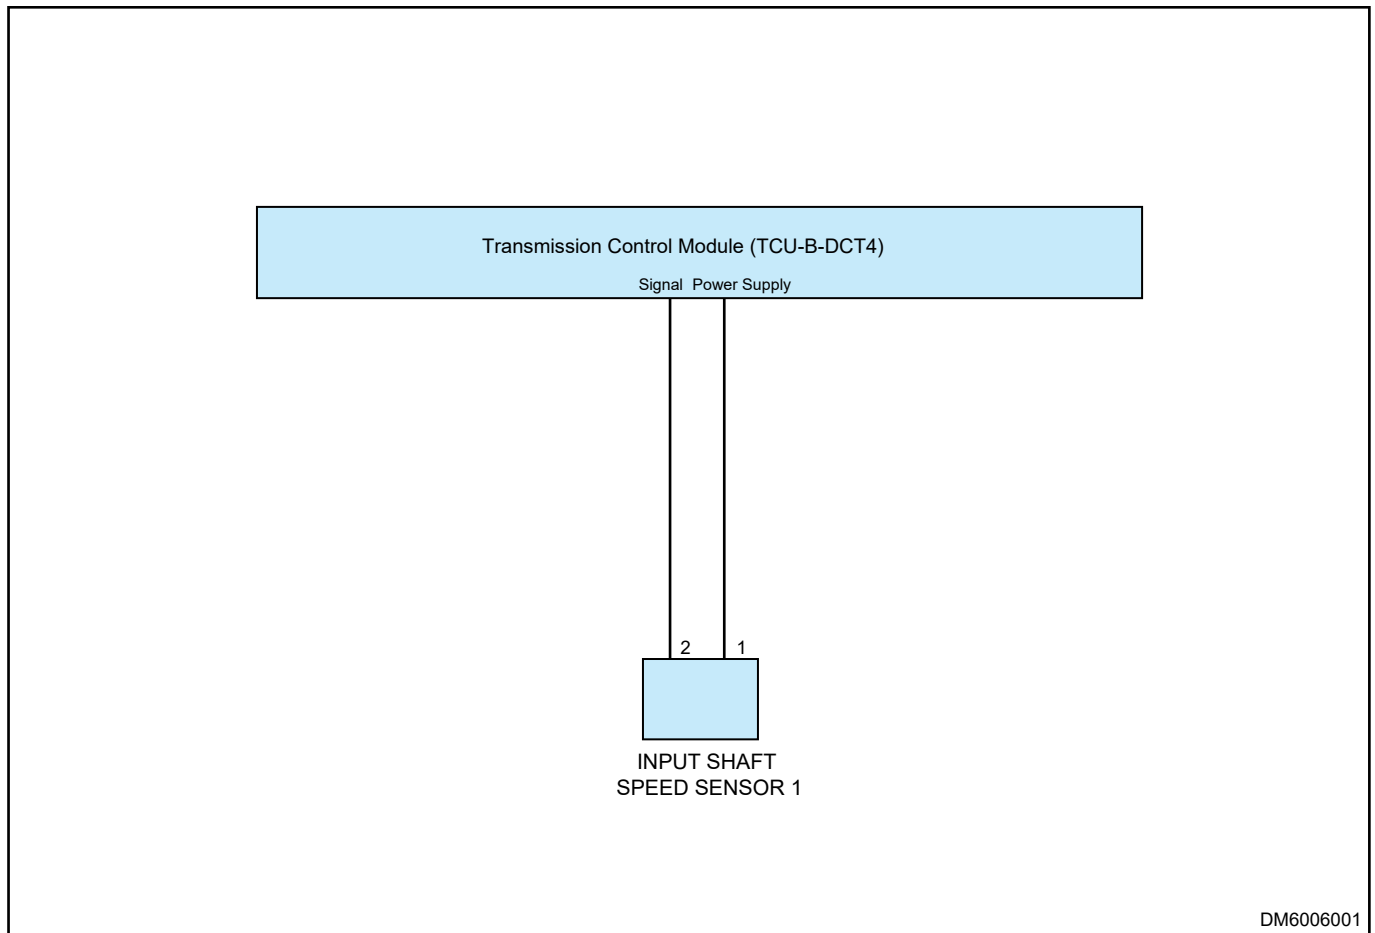 Transmission Control Module (TCU-B-DCT4)
Signal Power Supply
2 1
INPUT SHAFT
SPEED SENSOR 1
DM6006001